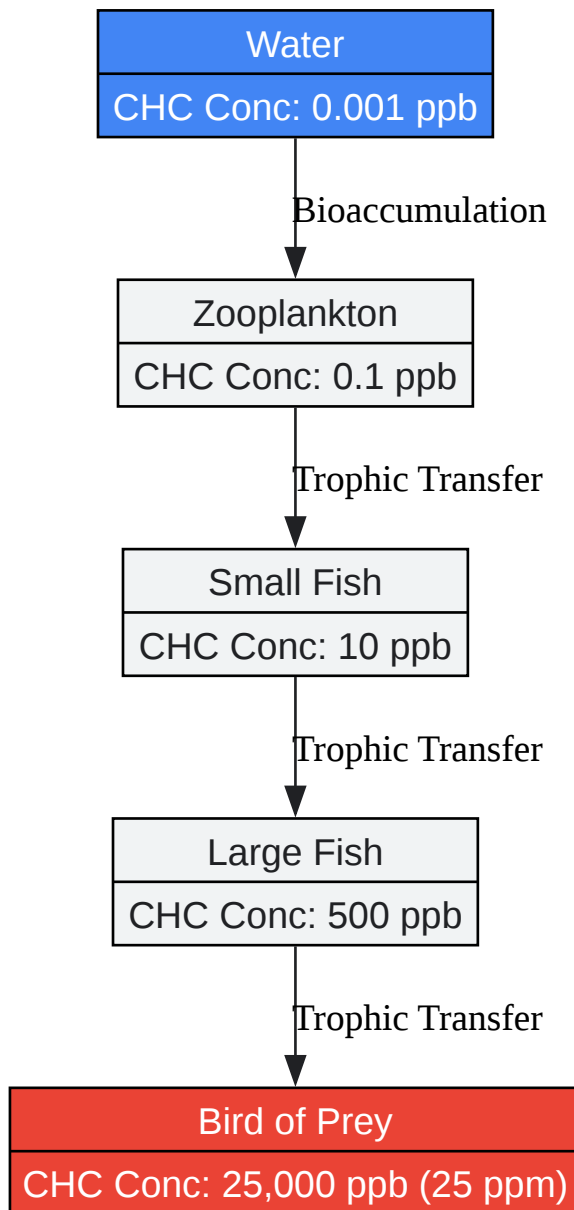 Water
CHC Conc: 0.001 ppb
Bioaccumulation
Zooplankton
CHC Conc: 0.1 ppb
Trophic Transfer
Small Fish
CHC Conc: 10 ppb
Trophic Transfer
Large Fish
CHC Conc: 500 ppb
Trophic Transfer
Bird of Prey
CHC Conc: 25,000 ppb (25 ppm)